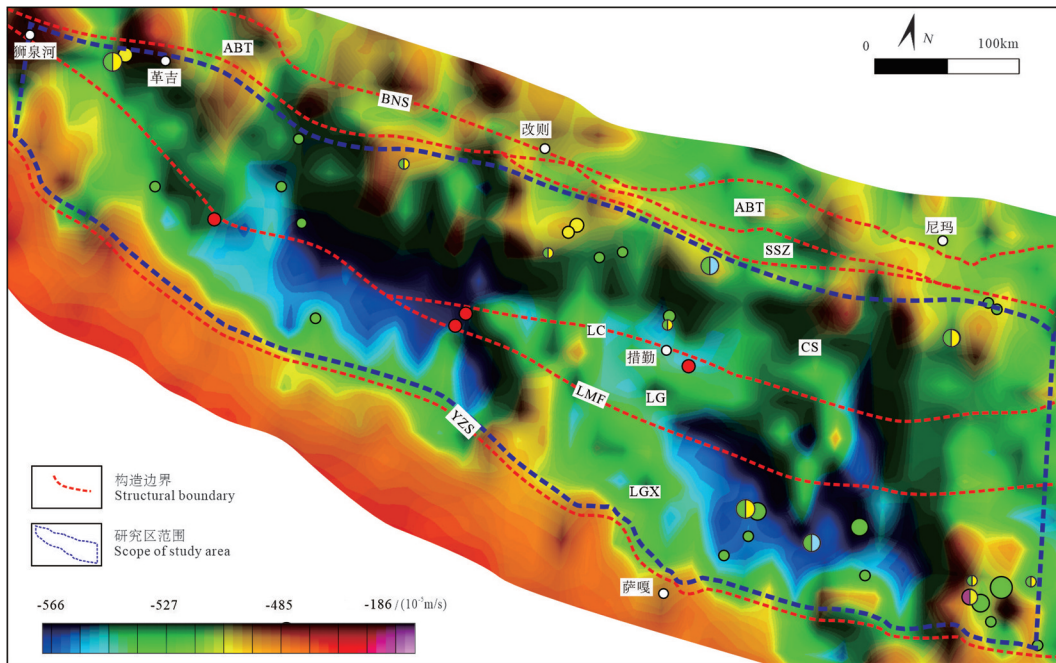 狮泉河
革吉
ABT
BNS
改则
0 100km
N
ABT
SSZ
尼玛
LC
措勤
CS
LMF
LG
YZS
LGX
萨嘎
构造边界
Structural boundary
研究区范围
Scope of study area
-566 -527 -485 -186 /(10⁻⁵m/s)